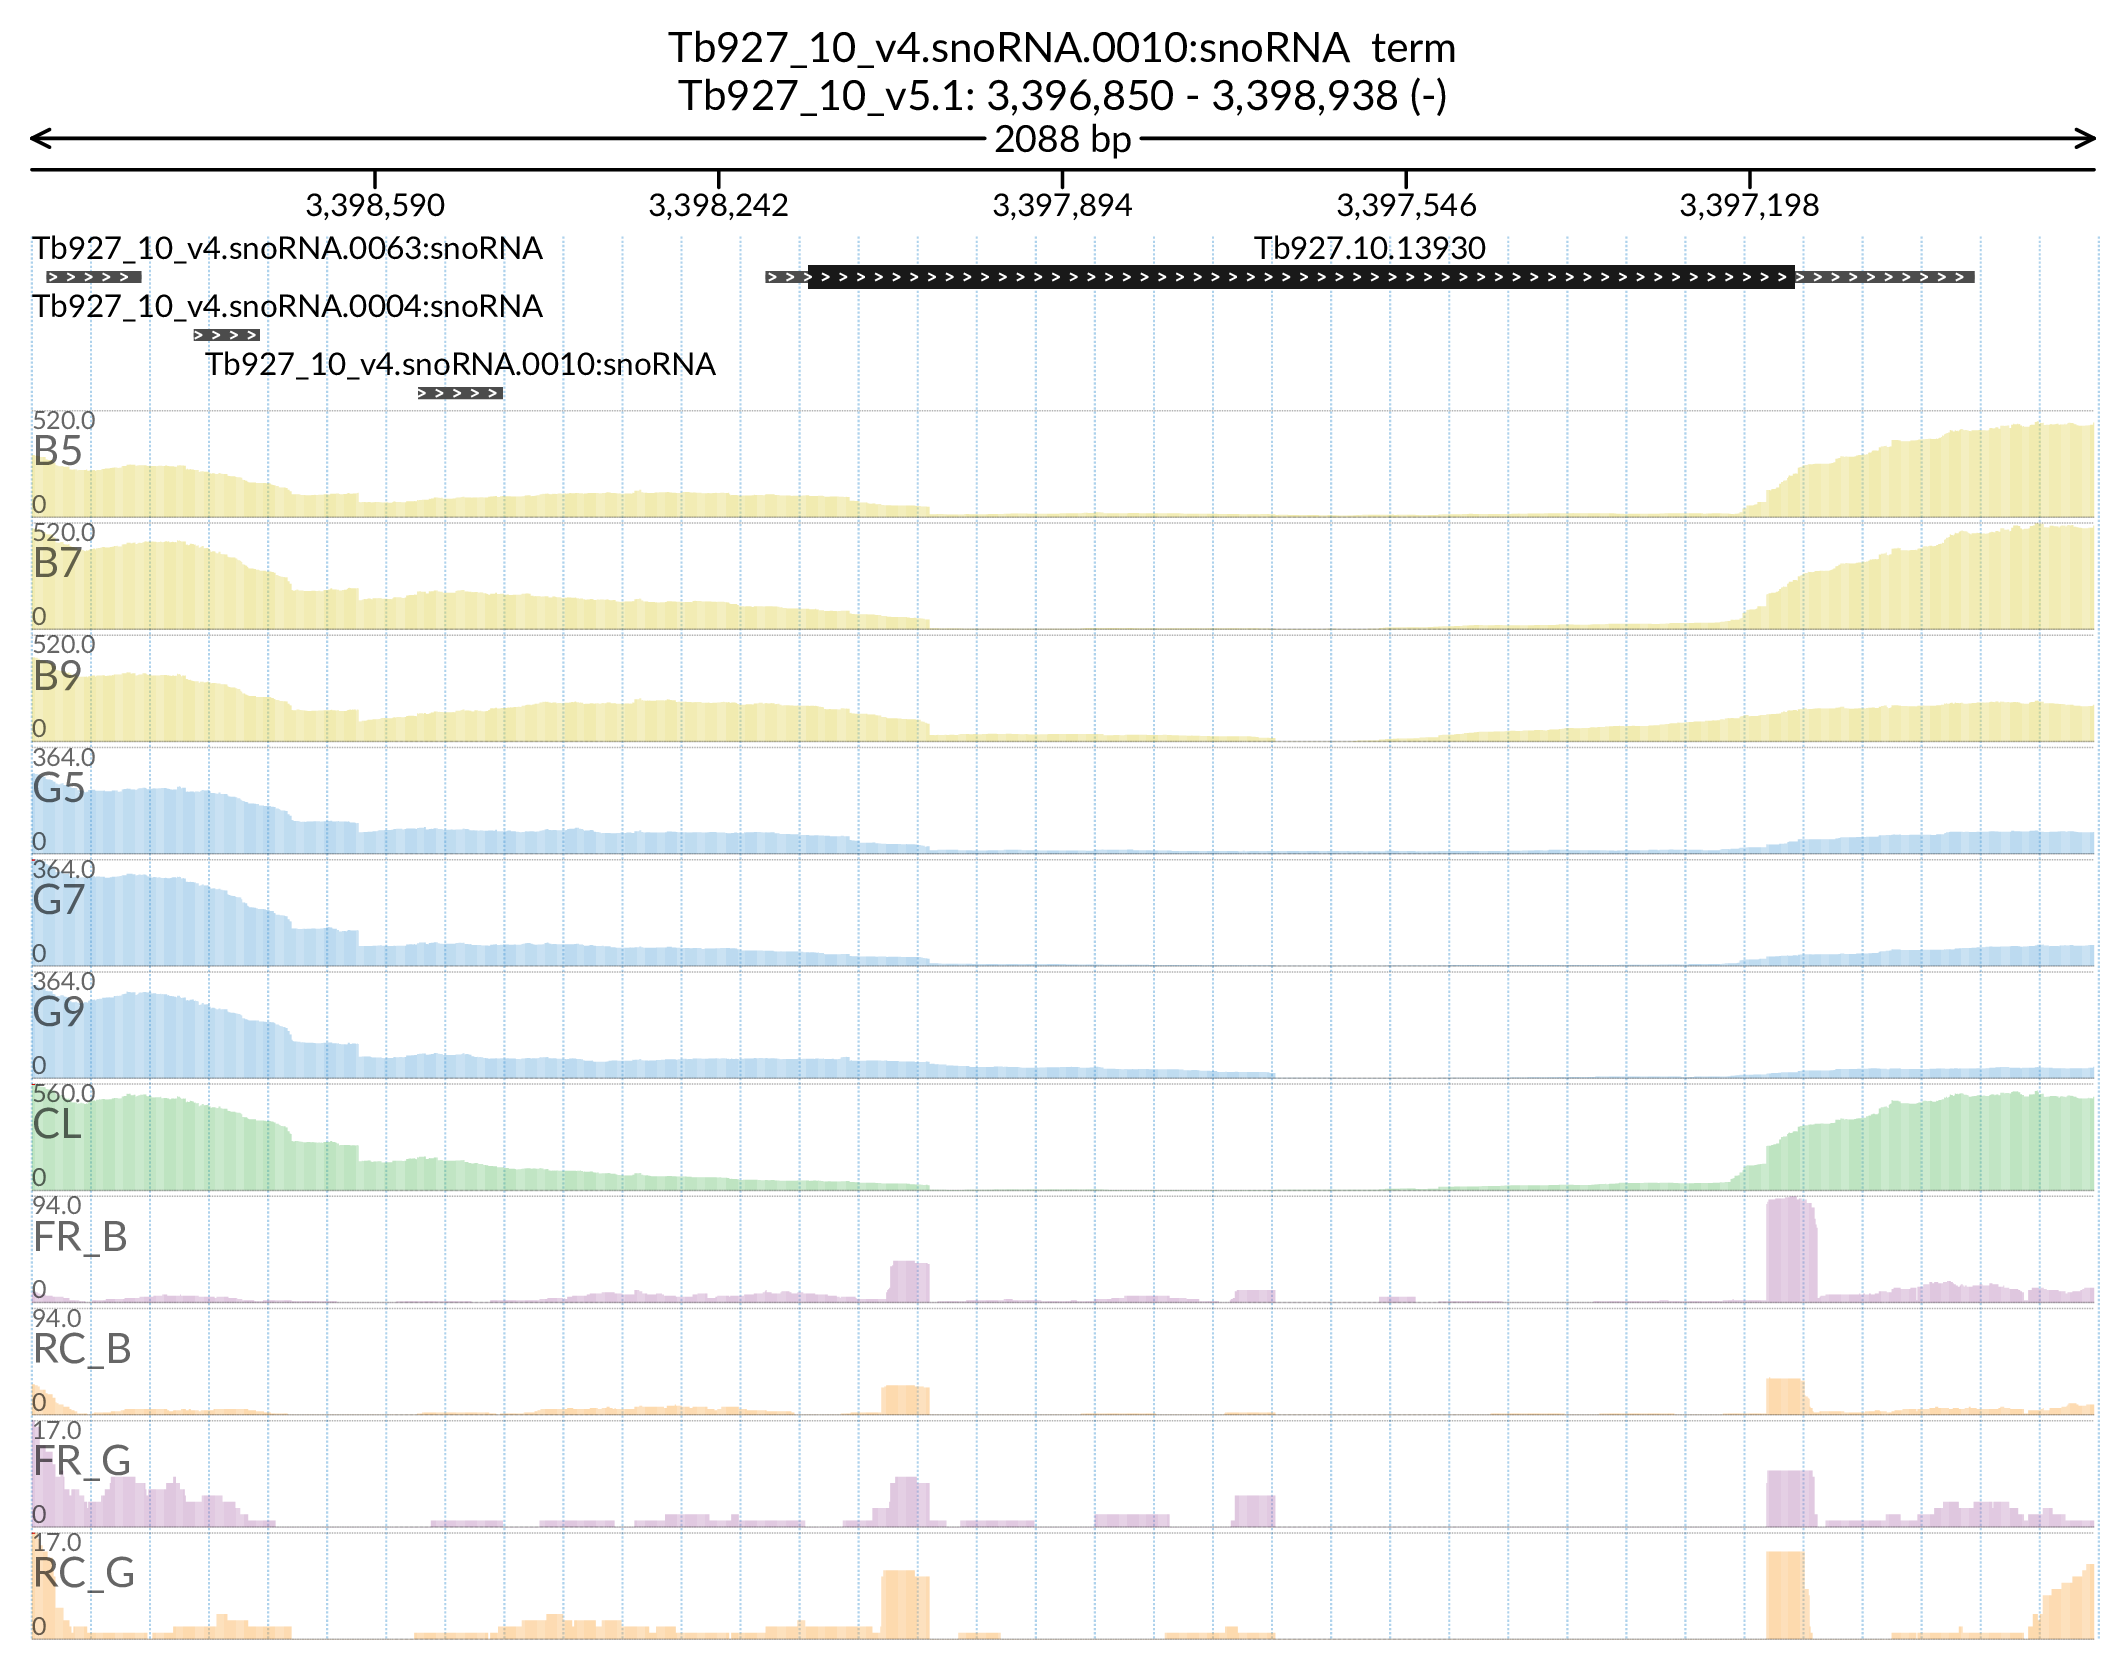 Tb927_10_v4.snoRNA.0010:snoRNA term
Tb927_10_v5.1: 3,396,850 - 3,398,938 (-)
2088 bp
3,398,590 3,398,242 3,397,894 3,397,546 3,397,198
Tb927_10_v4.snoRNA.0063:snoRNA Tb927.10.13930
Tb927_10_v4.snoRNA.0004:snoRNA
Tb927_10_v4.snoRNA.0010:snoRNA
520.0
B5
0
520.0
B7
0
520.0
B9
0
364.0
G5
0
364.0
G7
0
364.0
G9
0
560.0
CL
0
94.0
FR_B
0
94.0
RC_B
0
17.0
FR_G
0
17.0
RC_G
0